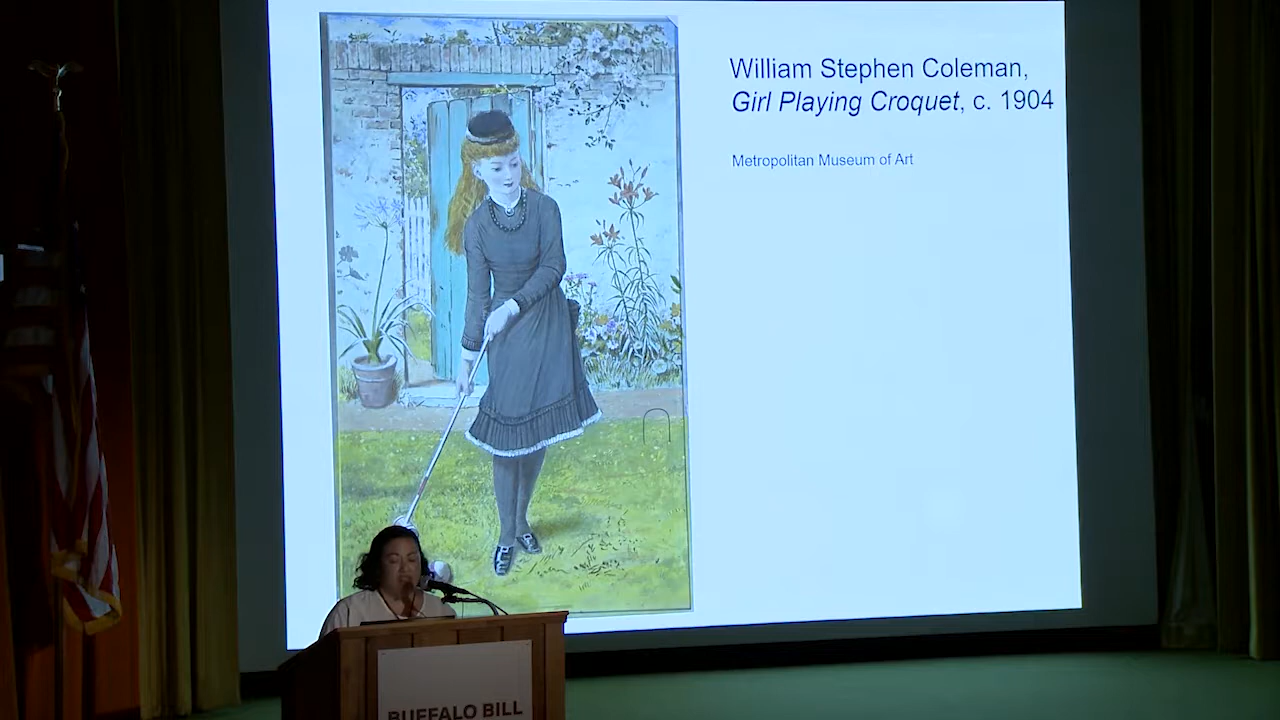 William Stephen Coleman,
Girl Playing Croquet, c. 1904
Metropolitan Museum of Art
BUFFALO BILL